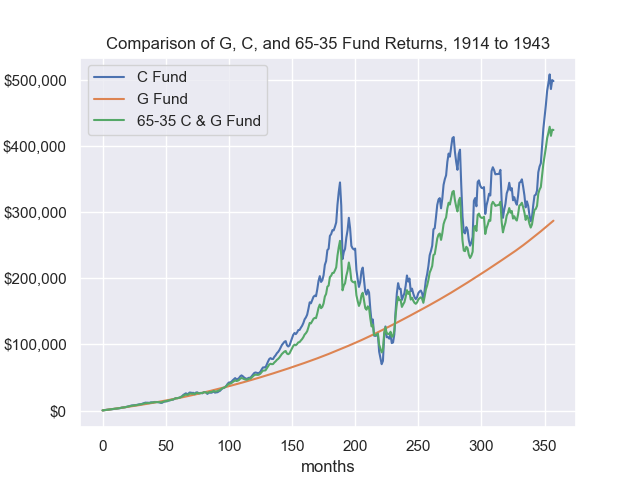 Comparison of G, C, and 65-35 Fund Returns, 1914 to 1943
C Fund
G Fund
65-35 C & G Fund
$500,000
$400,000
$300,000
$200,000
$100,000
$0
0 50 100 150 200 250 300 350
months